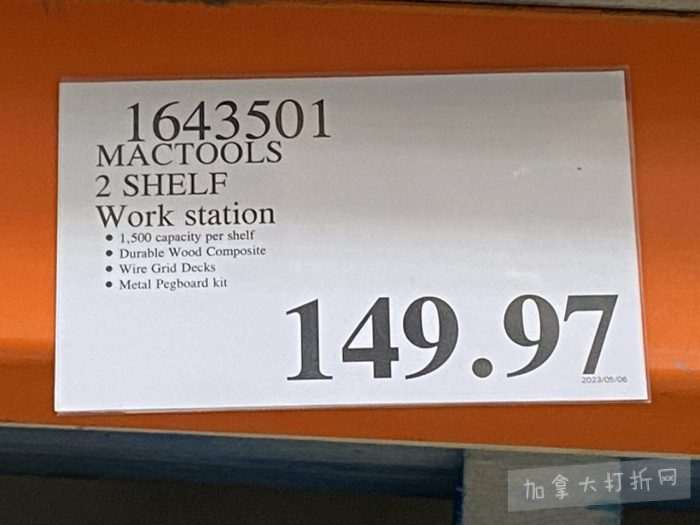 1643501
MACTOOLS
2 SHELF
Work station
• 1,500 capacity per shelf
• Durable Wood Composite
• Wire Grid Decks
• Metal Pegboard kit
149.97
2023/05/06
加拿大打折网